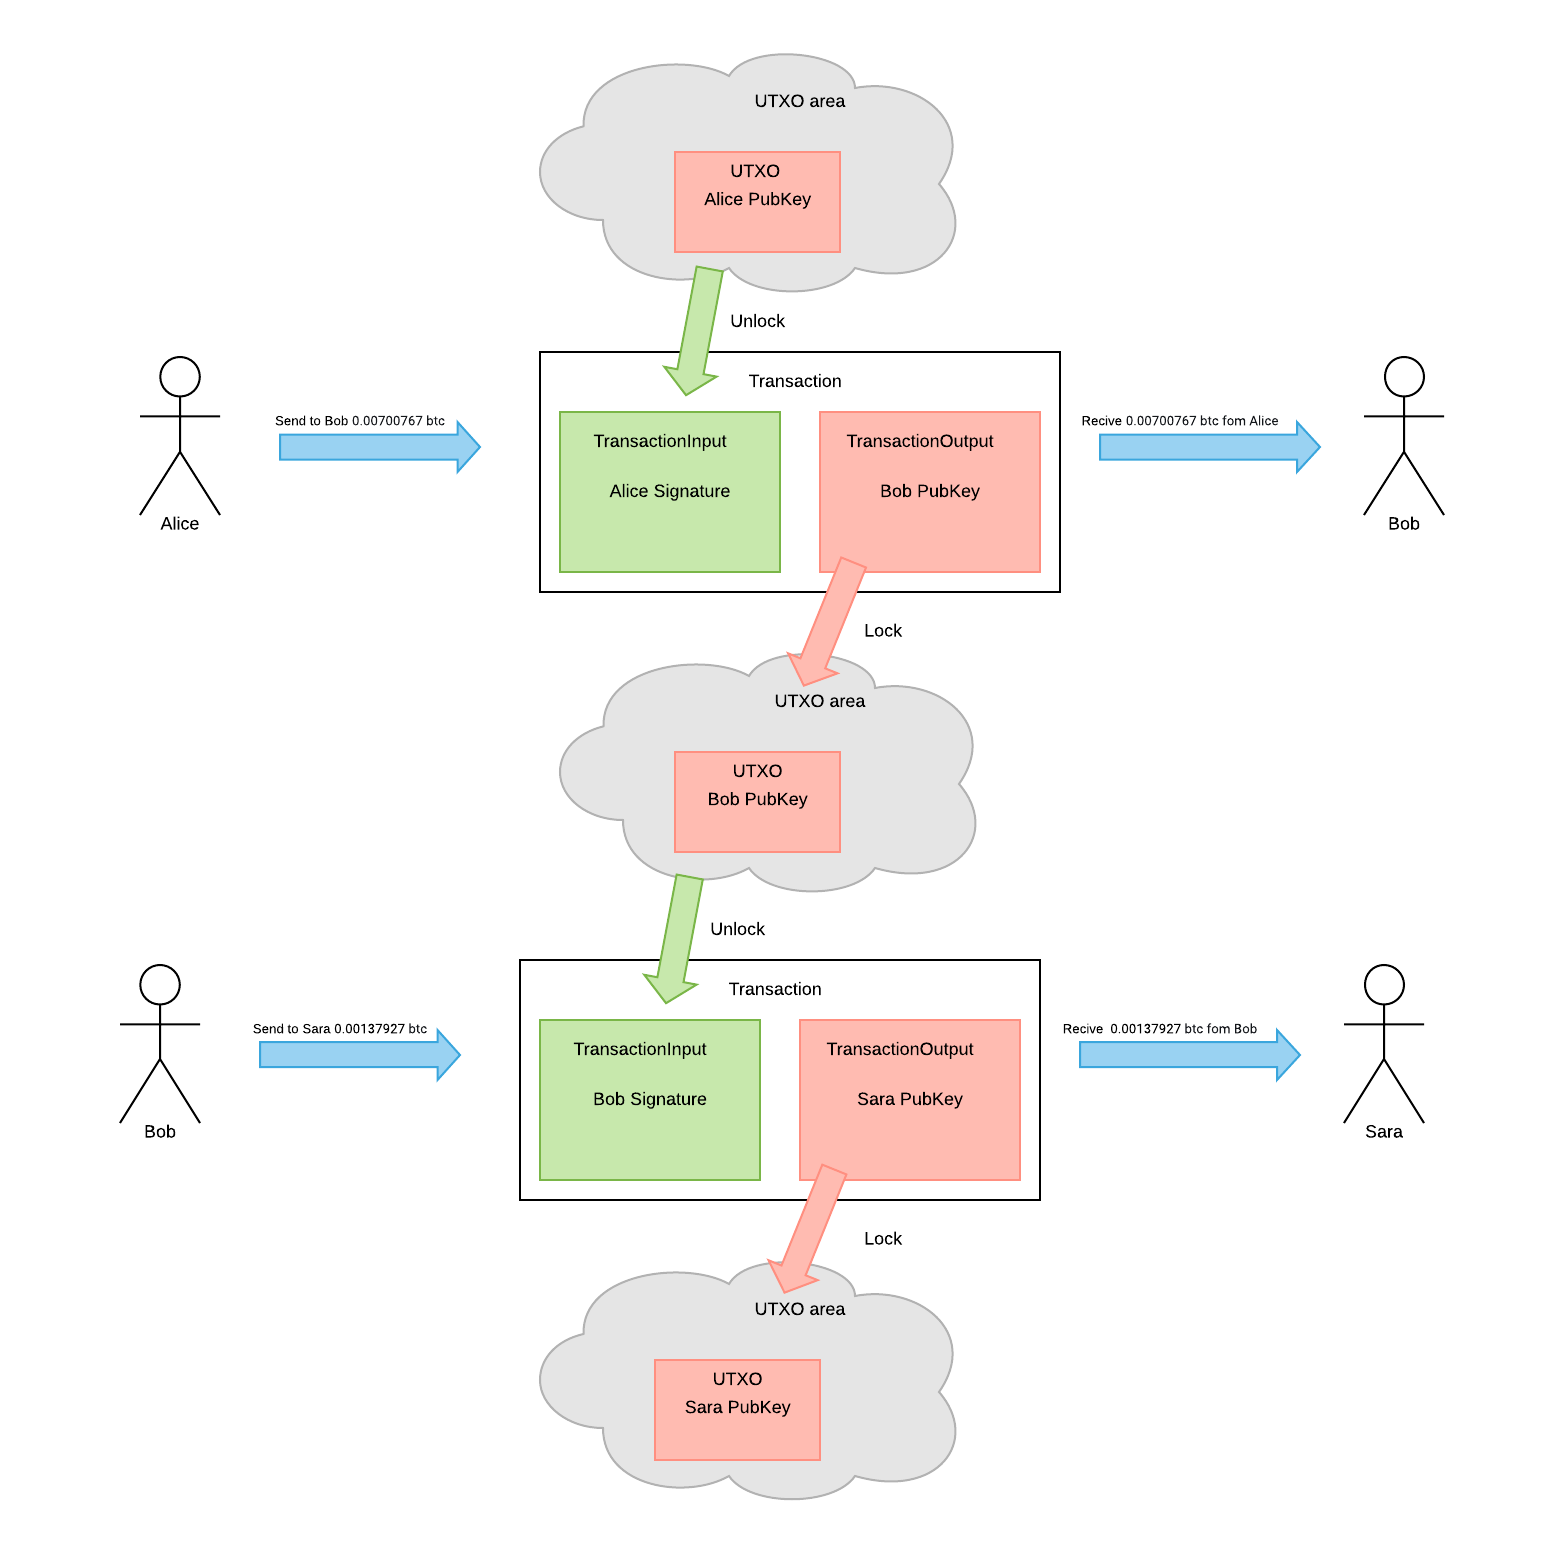 UTXO area
UTXO
Alice PubKey
Unlock
Transaction
Send to Bob 0.00700767 btc
Recive 0.00700767 btc fom Alice
TransactionInput
TransactionOutput
Alice Signature
Bob PubKey
Alice
Bob
Lock
UTXO area
UTXO
Bob PubKey
Unlock
Transaction
Send to Sara 0.00137927 btc
Recive  0.00137927 btc fom Bob
TransactionInput
TransactionOutput
Bob Signature
Sara PubKey
Bob
Sara
Lock
UTXO area
UTXO
Sara PubKey